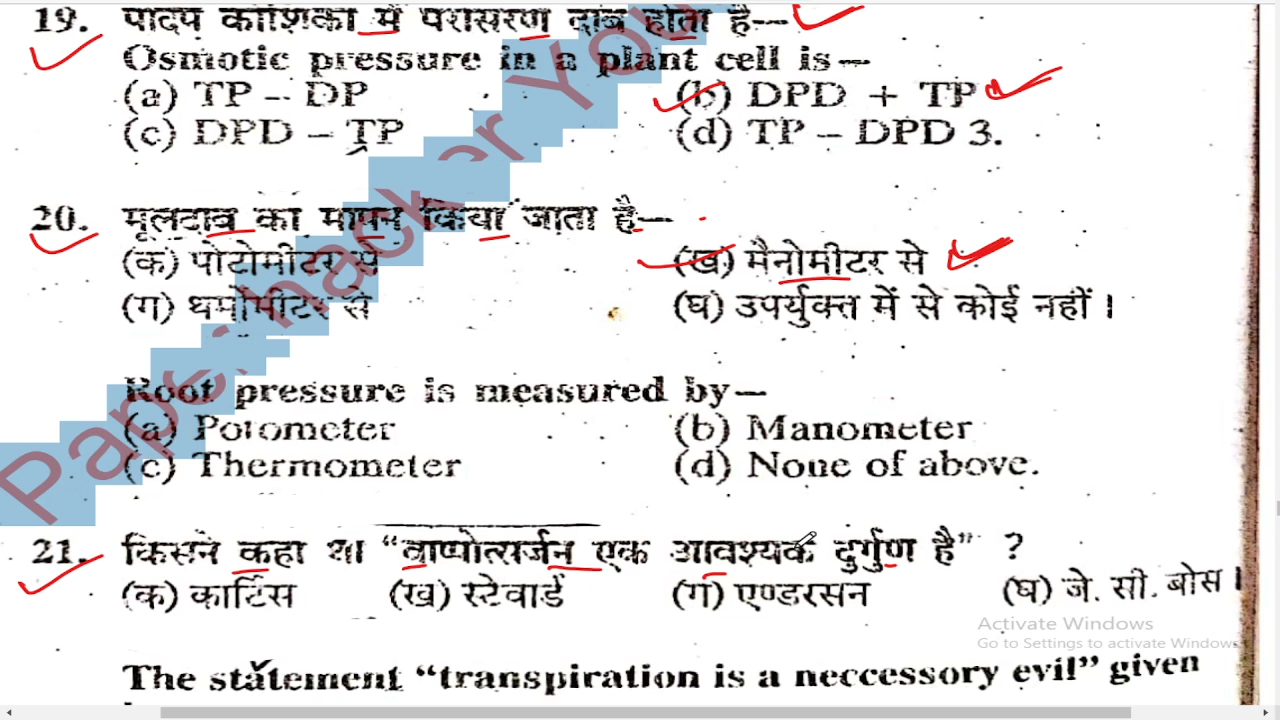 19. पादप कोशिका में परासरण दाब होता है—
Osmotic pressure in a plant cell is—
(a) TP – DP (b) DPD + TP
(c) DPD – TP (d) TP – DPD 3.
20. मूलदाब का मापन किया जाता है—
(क) पोटोमीटर से (ख) मैनोमीटर से
(ग) थर्मामीटर से (घ) उपर्युक्त में से कोई नहीं ।
Root pressure is measured by—
(a) Potometer (b) Manometer
(c) Thermometer (d) None of above.
21. किसने कहा था “वाष्पोत्सर्जन एक आवश्यक दुर्गुण है” ?
(क) कार्टिस (ख) स्टेवार्ड (ग) एण्डरसन (घ) जे. सी. बोस ।
Activate Windows
Go to Settings to activate Windows.
The statement “transpiration is a neccessory evil” given